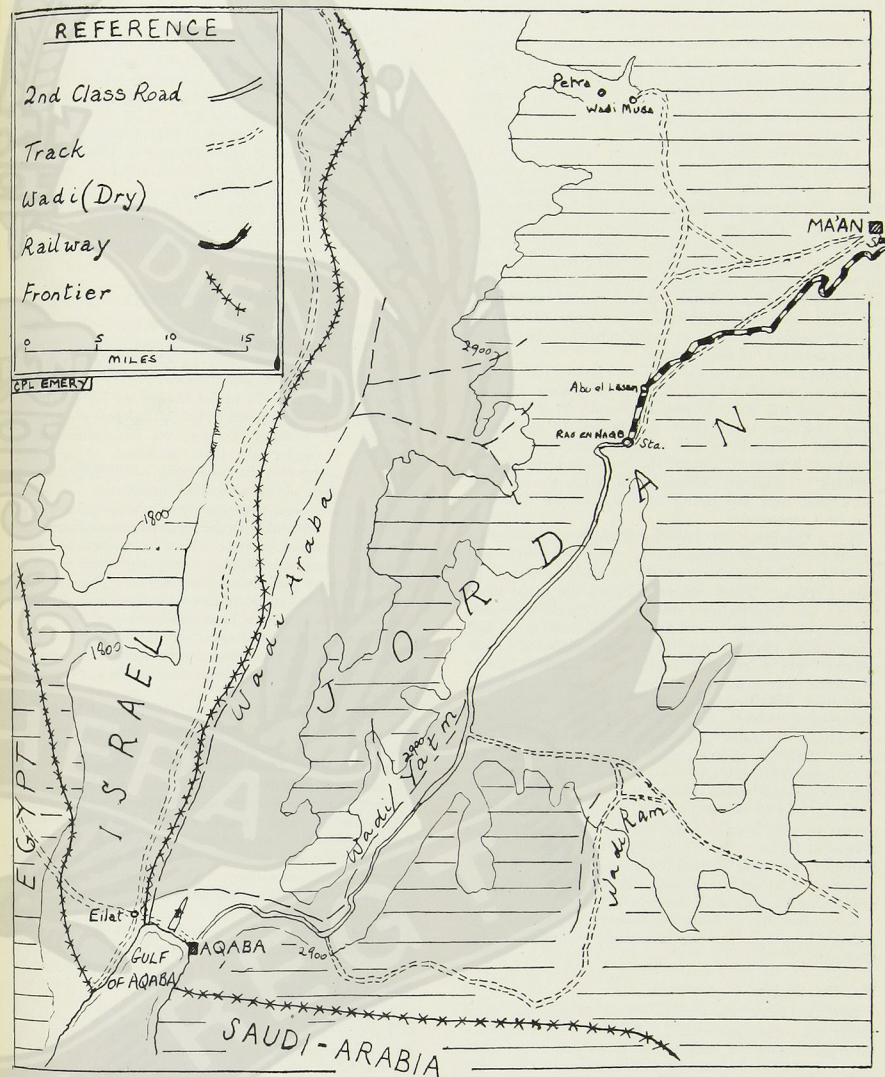 REFERENCE
2nd Class Road
Track
Wadi (Dry)
Railway
Frontier
0 5 10 15
MILES
CPL EMERY
Petra
Wadi Musa
MA'AN
Sta
2900
Abu el Lasan
RAS EN NAQB
Sta.
1800
Wadi Araba
1800
JORDAN
ISRAEL
EGYPT
2900
Wadi Yatm
Wadi Ram
Eilat
AQABA
GULF
OF AQABA
2900
SAUDI-ARABIA